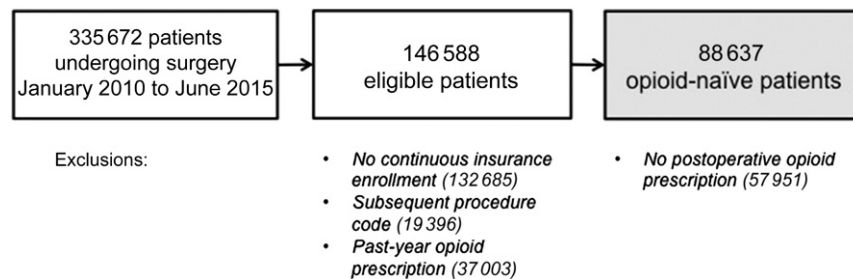 335 672 patients
undergoing surgery
January 2010 to June 2015
146 588
eligible patients
88 637
opioid-naïve patients
Exclusions:
• No continuous insurance
enrollment (132 685)
• Subsequent procedure
code (19 396)
• Past-year opioid
prescription (37 003)
• No postoperative opioid
prescription (57 951)